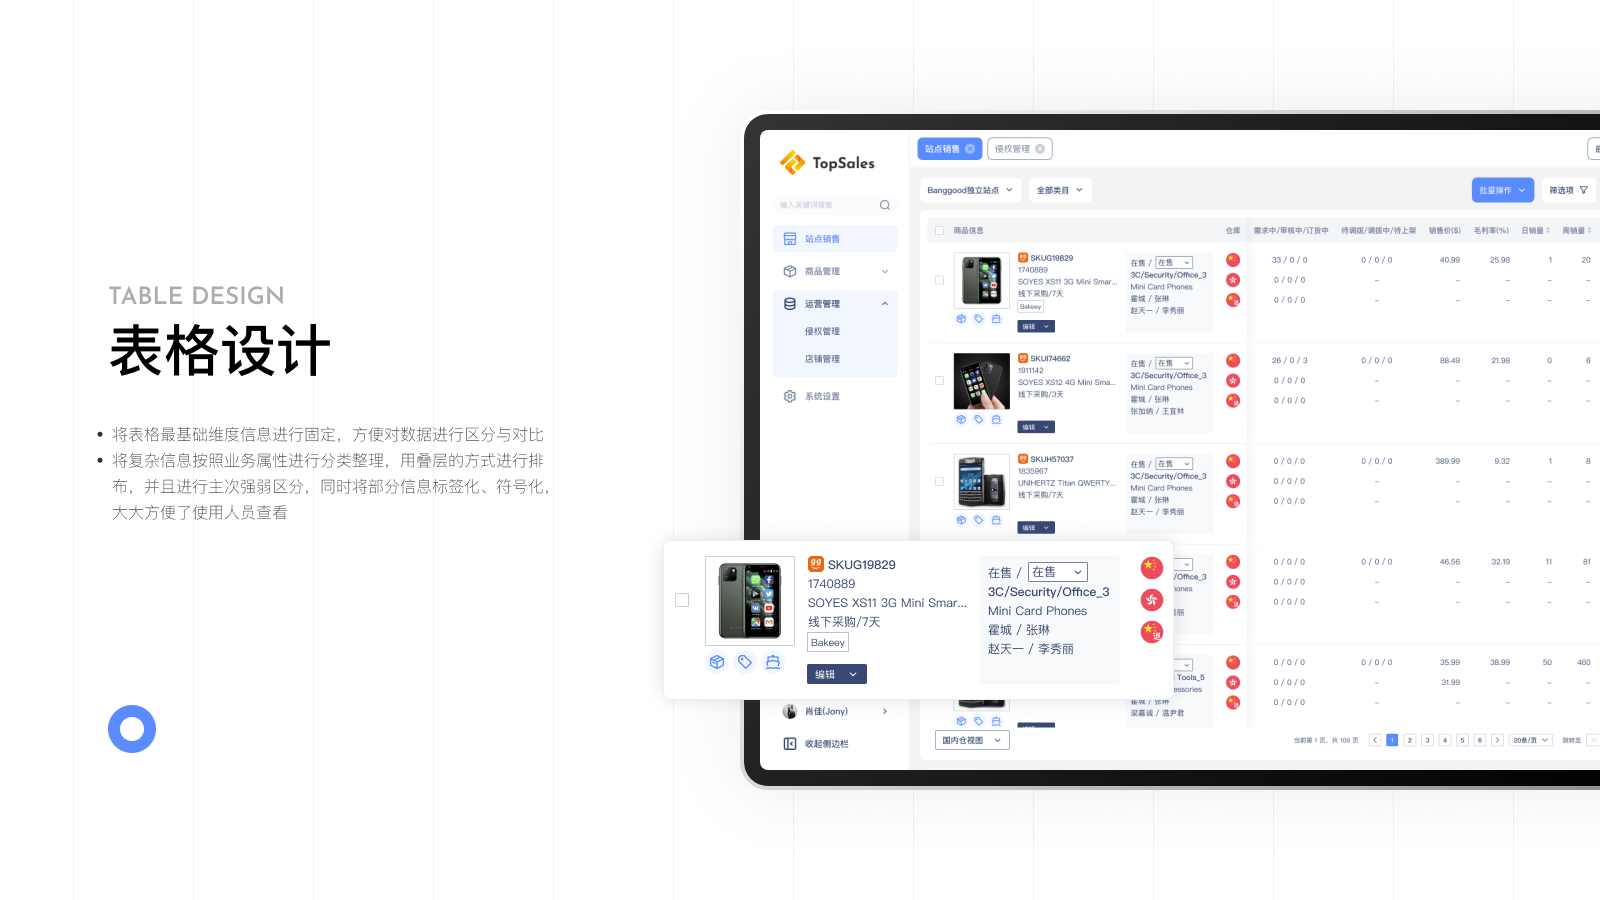 TABLE DESIGN
表格设计
将表格最基础维度信息进行固定，方便对数据进行区分与对比
将复杂信息按照业务属性进行分类整理，用叠层的方式进行排
布，并且进行主次强弱区分，同时将部分信息标签化、符号化，
大大方便了使用人员查看
TopSales
输入关键词搜索
站点销售
商品管理
运营管理
侵权管理
店铺管理
系统设置
肖佳(Jony)
收起侧边栏
站点销售
侵权管理
Banggood独立站点
全部类目
批量操作
筛选项
商品信息 仓库 需求中/审核中/订货中 待调拨/调拨中/待上架 销售价($) 毛利率(%) 日销量 周销量
SKUG19829
1740889
SOYES XS11 3G Mini Smar...
线下采购/7天
Bakeey
编辑
在售 / 在售
3C/Security/Office_3
Mini Card Phones
霍城 / 张琳
赵天一 / 李秀丽
33 / 0 / 0 0 / 0 / 0 40.99 25.98 1 20
0 / 0 / 0 – – – – –
0 / 0 / 0 – – – – –
SKUI74662
1911142
SOYES XS12 4G Mini Sma...
线下采购/3天
编辑
在售 / 在售
3C/Security/Office_3
Mini Card Phones
霍城 / 张琳
张加纳 / 王宜林
26 / 0 / 3 0 / 0 / 0 88.49 21.98 0 6
0 / 0 / 0 – – – – –
0 / 0 / 0 – – – – –
SKUH57037
1835967
UNIHERTZ Titan QWERTY...
线下采购/7天
编辑
在售 / 在售
3C/Security/Office_3
Mini Card Phones
霍城 / 张琳
赵天一 / 李秀丽
0 / 0 / 0 0 / 0 / 0 389.99 9.32 1 8
0 / 0 / 0 – – – – –
0 / 0 / 0 – – – – –
SKUG19829
1740889
SOYES XS11 3G Mini Smar...
线下采购/7天
Bakeey
编辑
在售 / 在售
3C/Security/Office_3
Mini Card Phones
霍城 / 张琳
赵天一 / 李秀丽
退
/Office_3
hones
丽
0 / 0 / 0 0 / 0 / 0 46.56 32.19 11 81
0 / 0 / 0 – – – – –
0 / 0 / 0 – – – – –
Tools_5
essories
霍城 / 张琳
梁嘉诚 / 温尹君
0 / 0 / 0 0 / 0 / 0 35.99 38.99 50 460
0 / 0 / 0 – 31.99 – – –
0 / 0 / 0 – – – – –
国内仓视图
当前第 1 页，共 108 页 1 2 3 4 5 6 20条/页 跳转至